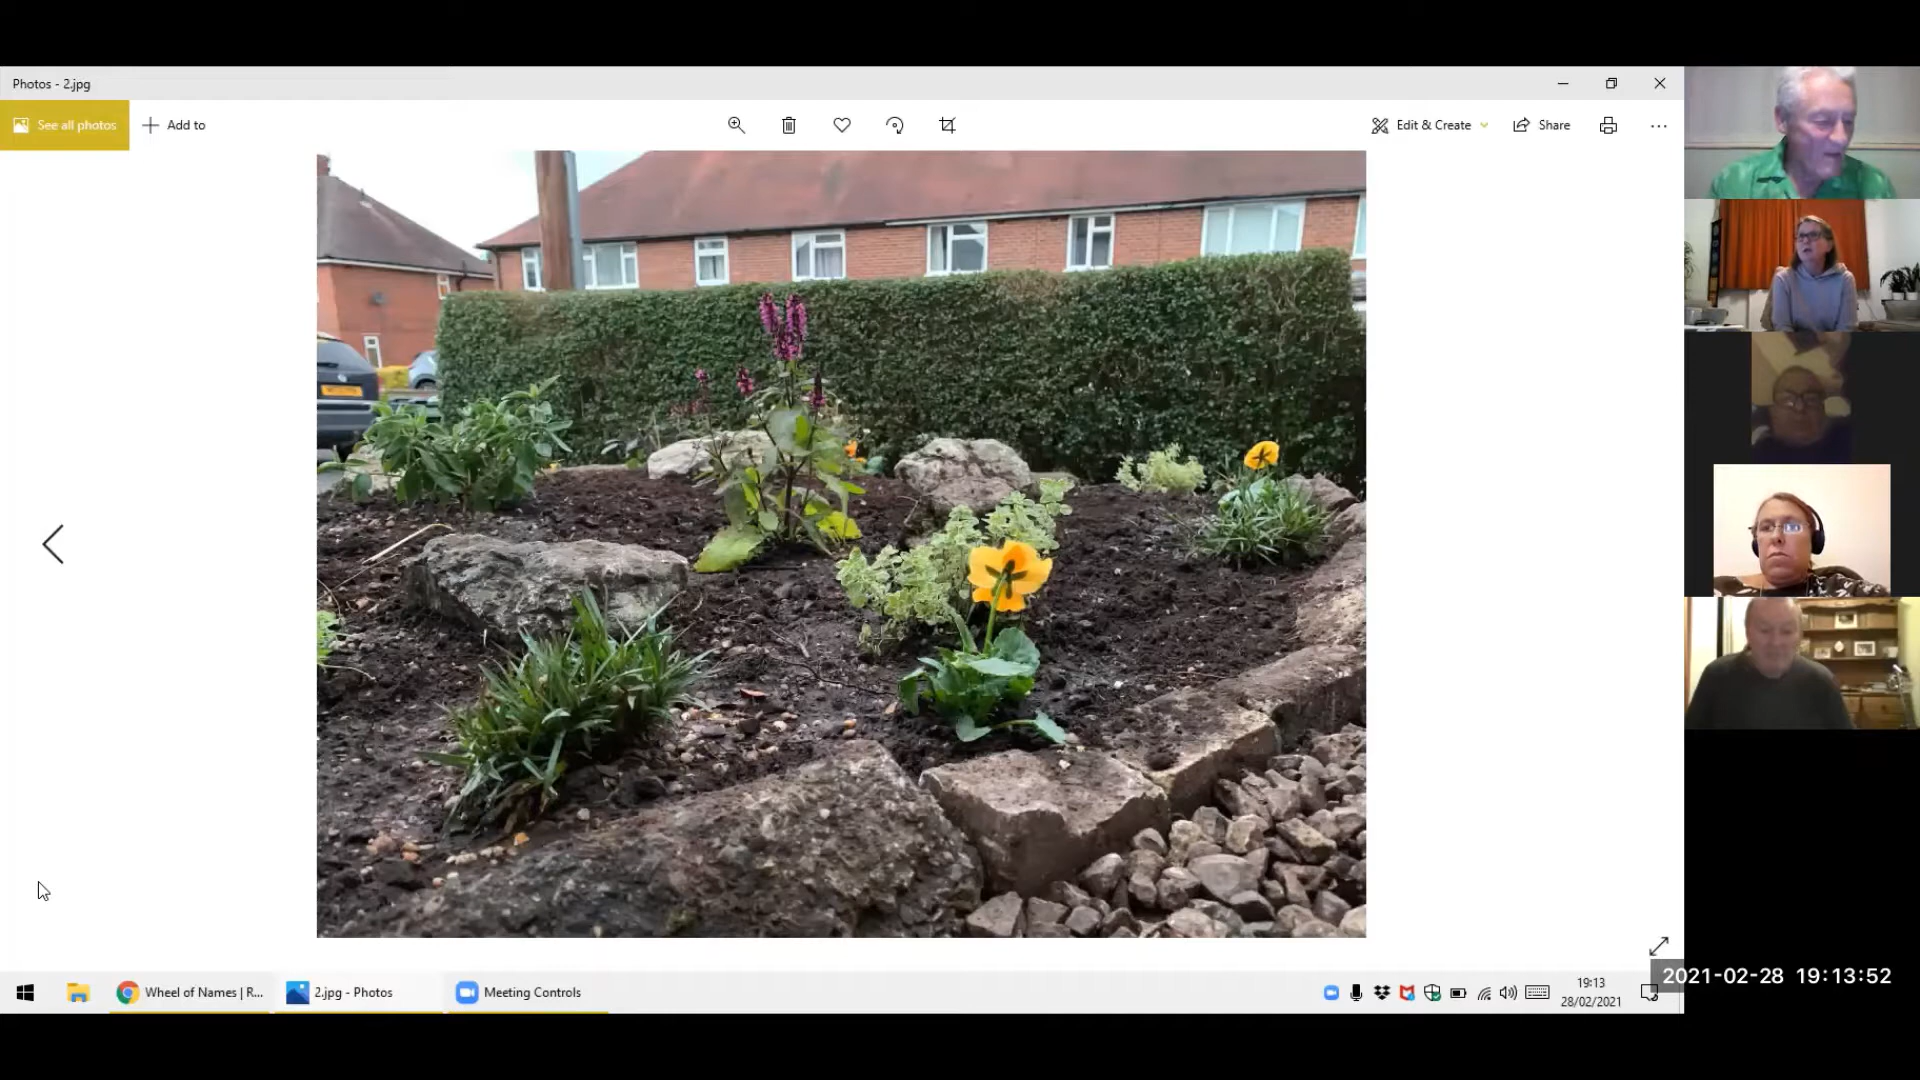 Photos - 2.jpg
See all photos
Add to
Edit & Create
Share
Wheel of Names | R...
2.jpg - Photos
Meeting Controls
19:13
28/02/2021
2021-02-28 19:13:52